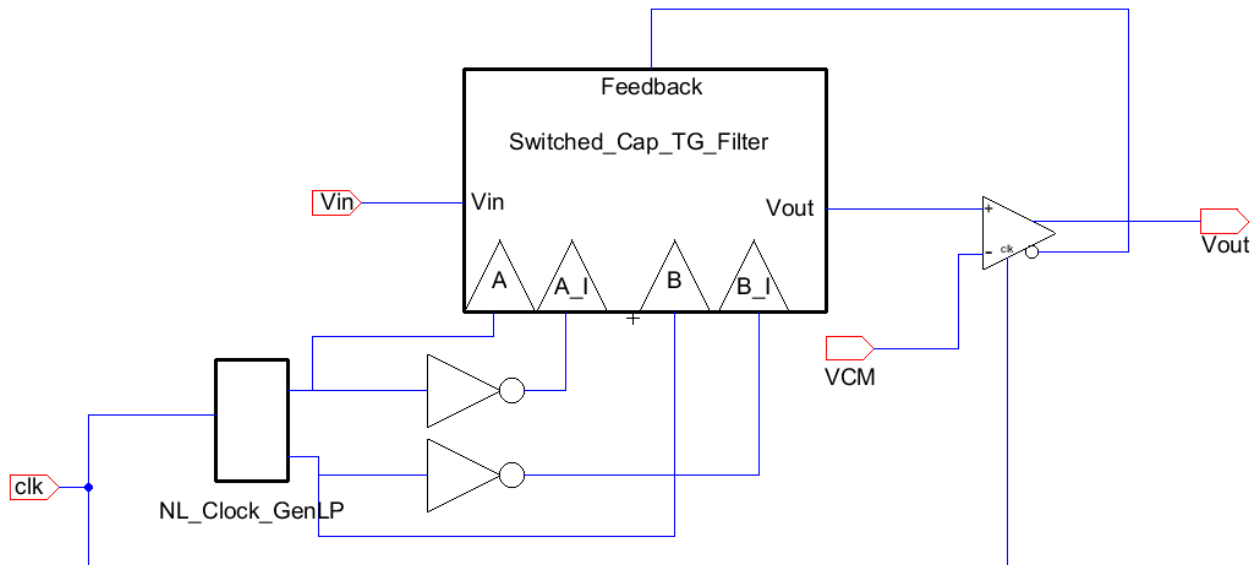 Feedback
Switched_Cap_TG_Filter
Vin
Vin
Vout
+
-
clk
Vout
A
A_I
B
B_I
VCM
clk
NL_Clock_GenLP